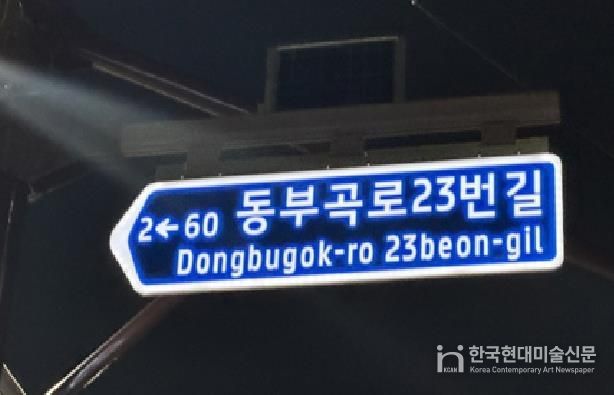 2←60 동부곡로23번길
Dongbugok-ro 23beon-gil
한국현대미술신문
KCAN Korea Contemporary Art Newspaper